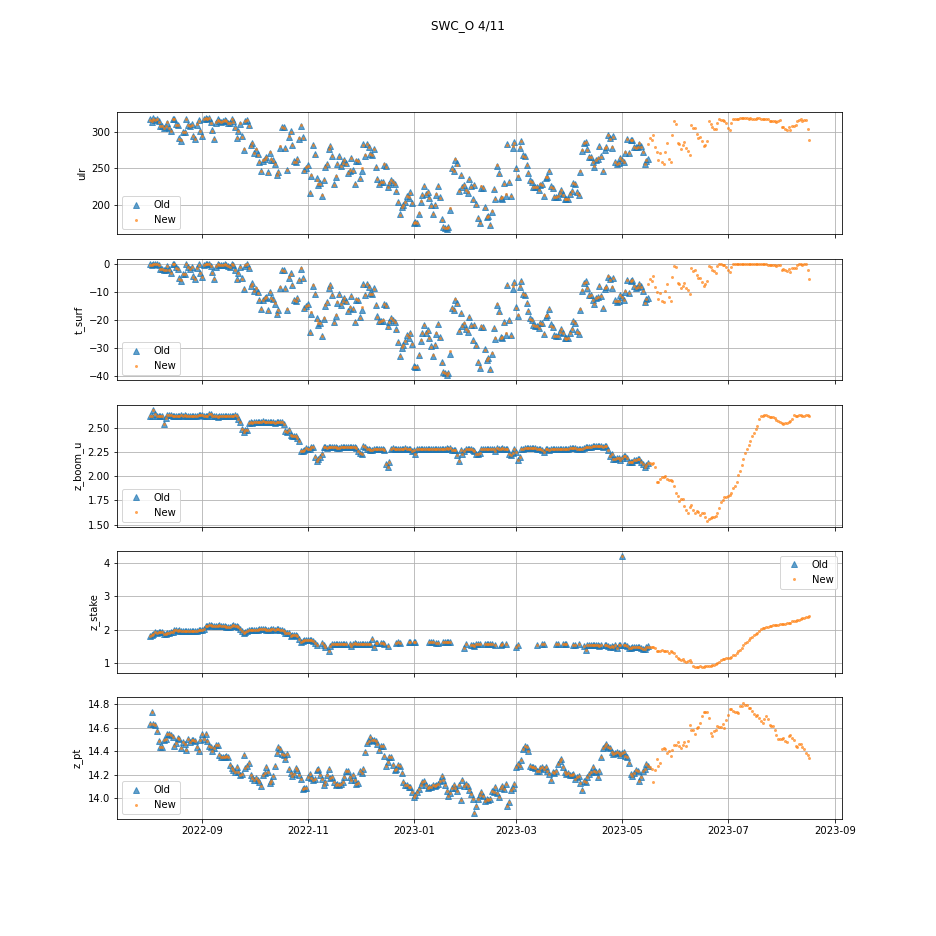 SWC_O 4/11
300
250
200
ulr
Old
New
0
−10
−20
−30
−40
t_surf
Old
New
2.50
2.25
2.00
1.75
1.50
z_boom_u
Old
New
4
3
2
1
z_stake
Old
New
14.8
14.6
14.4
14.2
14.0
z_pt
Old
New
2022-09 2022-11 2023-01 2023-03 2023-05 2023-07 2023-09